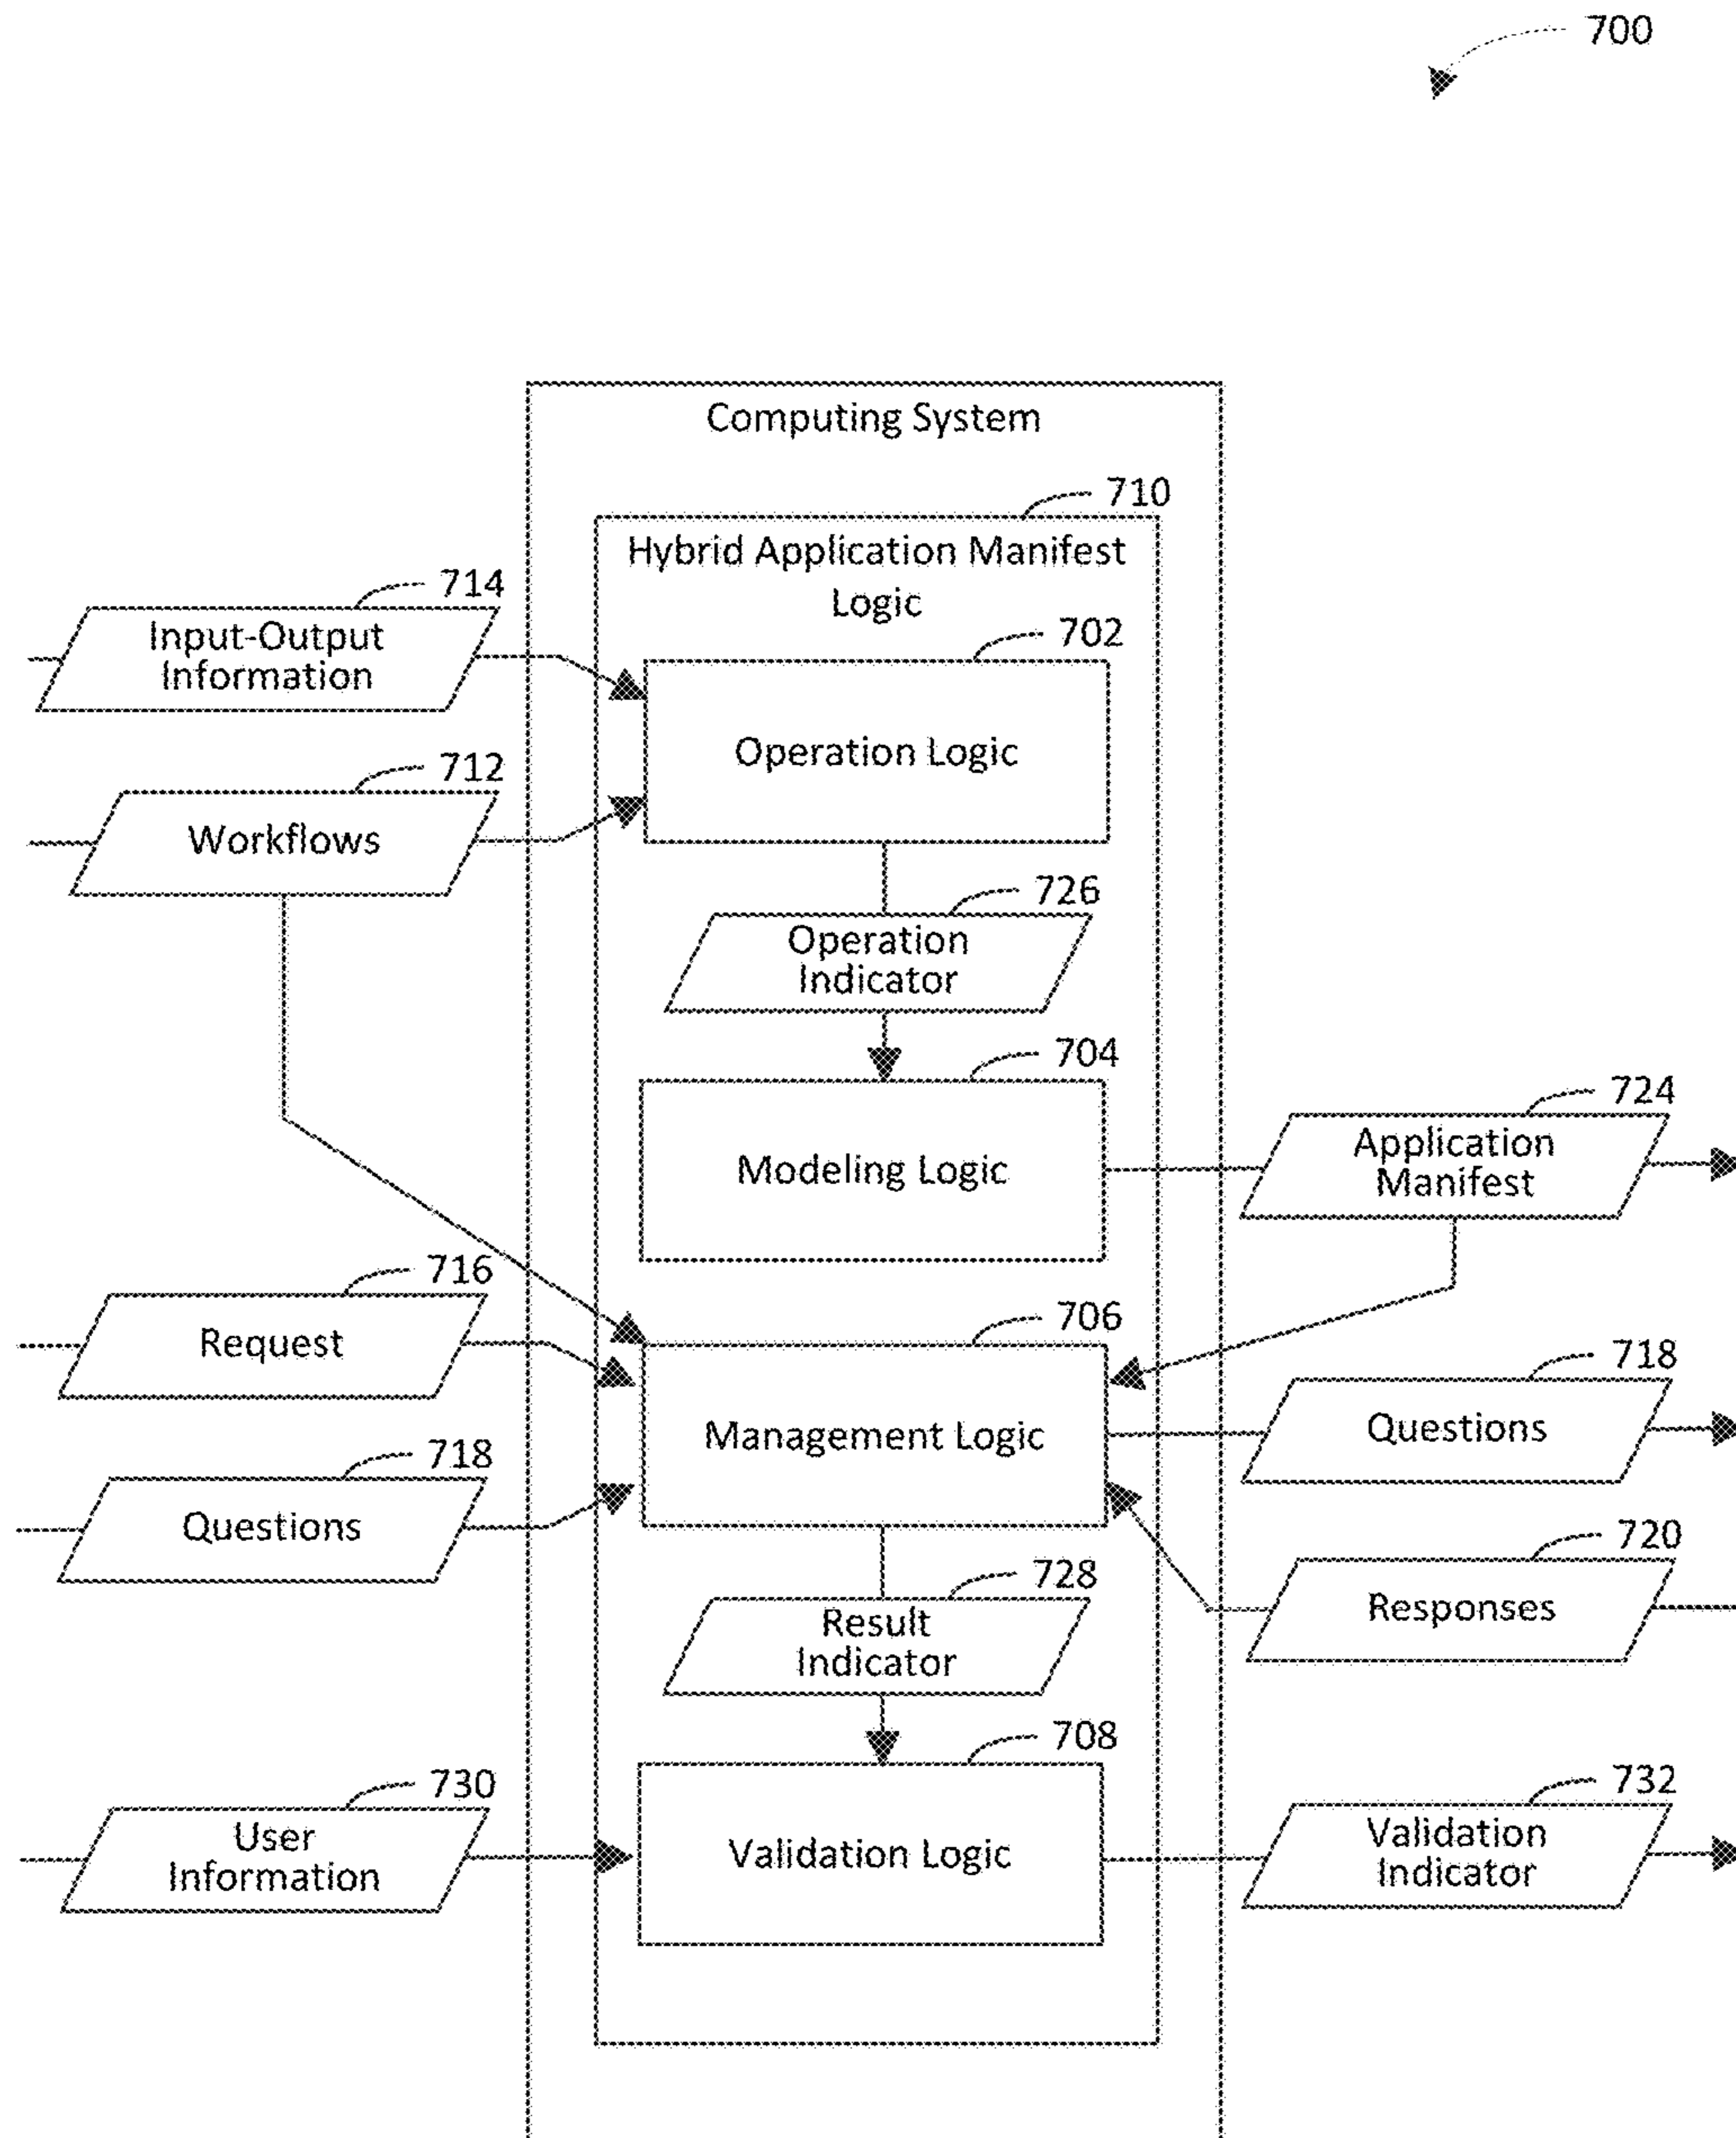 700
Computing System
710
Hybrid Application Manifest
Logic
714
Input-Output
Information
702
Operation Logic
712
Workflows
726
Operation
Indicator
704
Modeling Logic
724
Application
Manifest
716
Request
706
Management Logic
718
Questions
718
Questions
720
Responses
728
Result
Indicator
708
Validation Logic
730
User
Information
732
Validation
Indicator